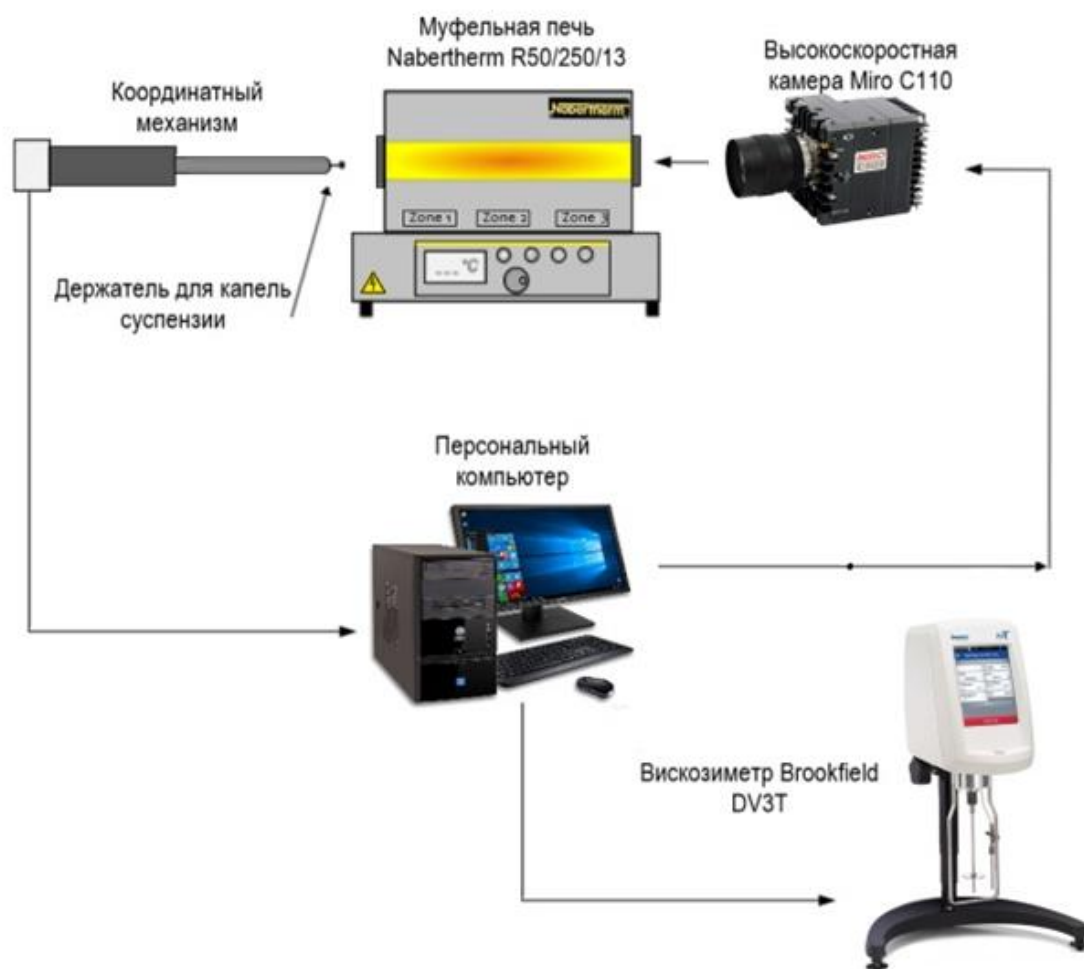 Муфельная печь
Nabertherm R50/250/13
Высокоскоростная
камера Miro C110
Координатный
механизм
Nabertherm
Zone 1
Zone 2
Zone 3
---°C
Держатель для капель
суспензии
Персональный
компьютер
Вискозиметр Brookfield
DV3T